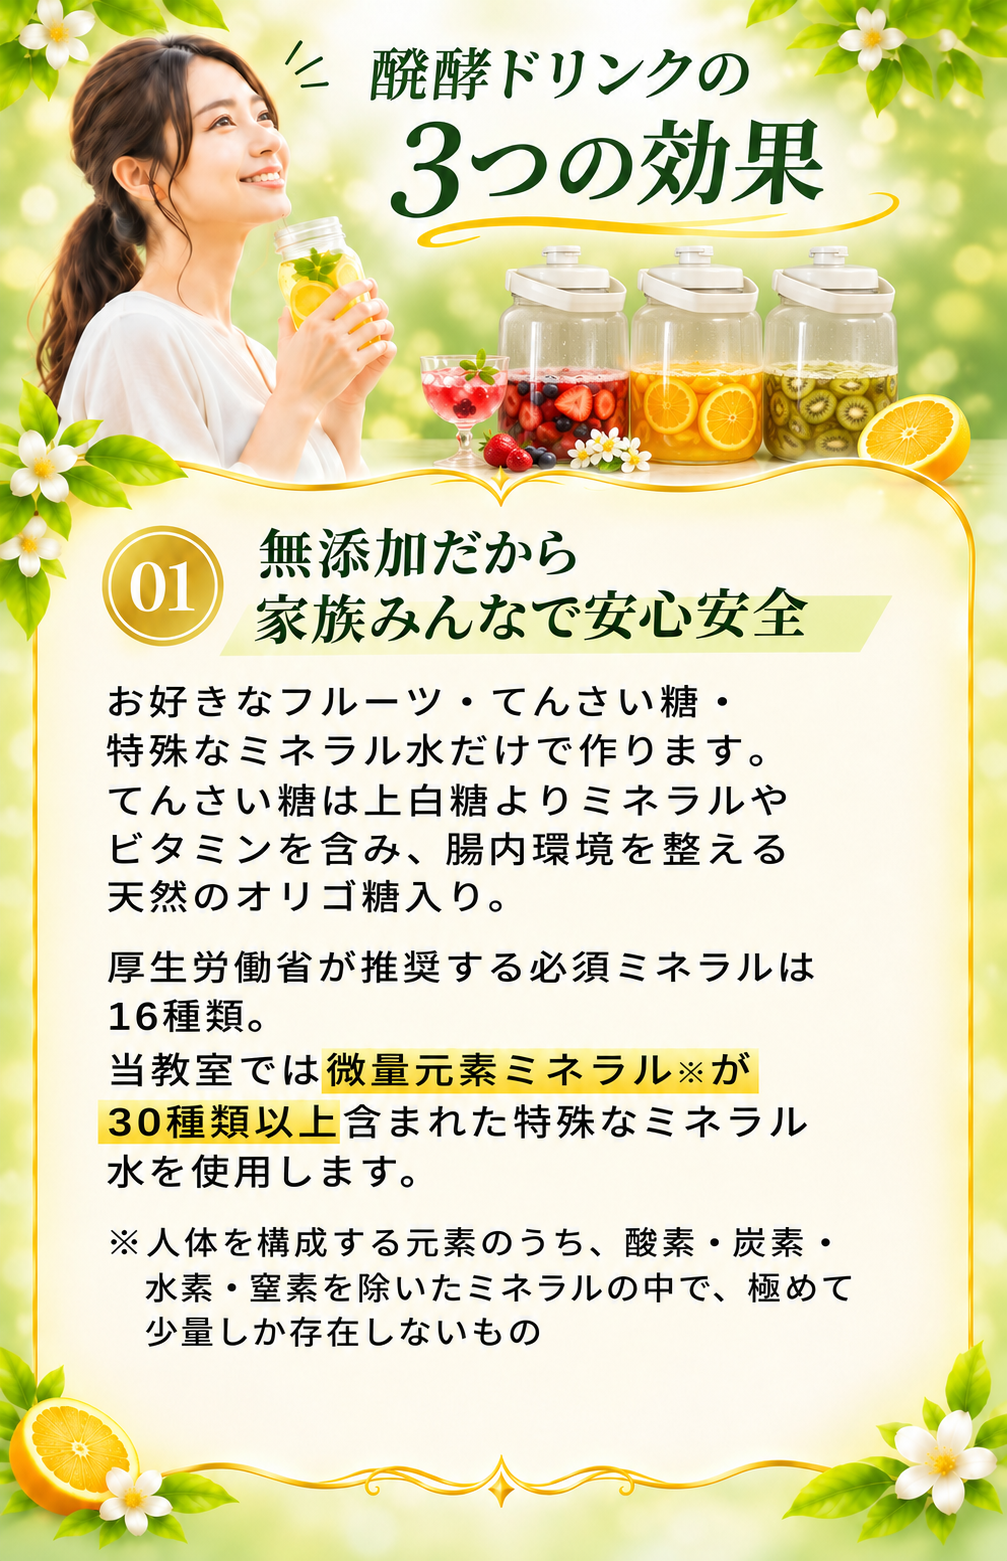 醗酵ドリンクの
3つの効果
01
無添加だから
家族みんなで安心安全
お好きなフルーツ・てんさい糖・
特殊なミネラル水だけで作ります。
てんさい糖は上白糖よりミネラルや
ビタミンを含み、腸内環境を整える
天然のオリゴ糖入り。
厚生労働省が推奨する必須ミネラルは
16種類。
当教室では微量元素ミネラル※が
30種類以上含まれた特殊なミネラル
水を使用します。
※人体を構成する元素のうち、酸素・炭素・
水素・窒素を除いたミネラルの中で、極めて
少量しか存在しないもの